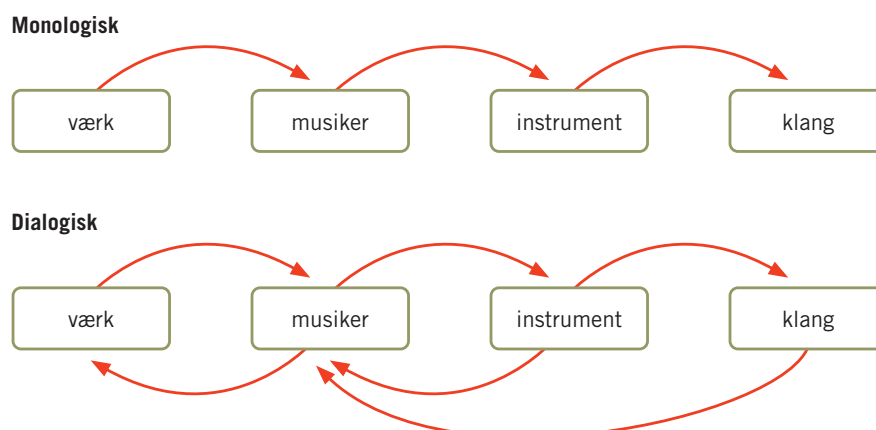 Monologisk
værk musiker instrument klang
Dialogisk
værk musiker instrument klang